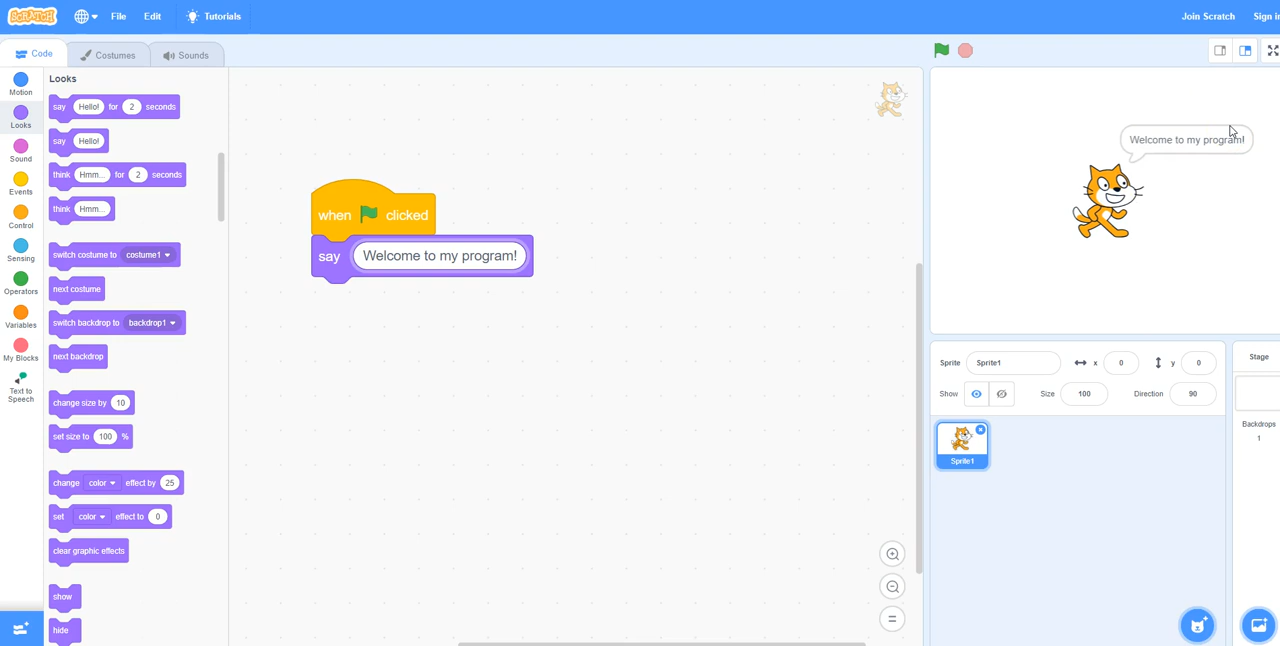 SCRATCH File Edit Tutorials Join Scratch Sign in
Code Costumes Sounds
Motion
Looks
Sound
Events
Control
Sensing
Operators
Variables
My Blocks
Text to
Speech
Looks
say Hello! for 2 seconds
say Hello!
think Hmm... for 2 seconds
think Hmm...
switch costume to costume1
next costume
switch backdrop to backdrop1
next backdrop
change size by 10
set size to 100 %
change color effect by 25
set color effect to 0
clear graphic effects
show
hide
when clicked
say Welcome to my program!
Welcome to my program!
Sprite Sprite1 x 0 y 0
Show Size 100 Direction 90
Sprite1
Stage
Backdrops
1